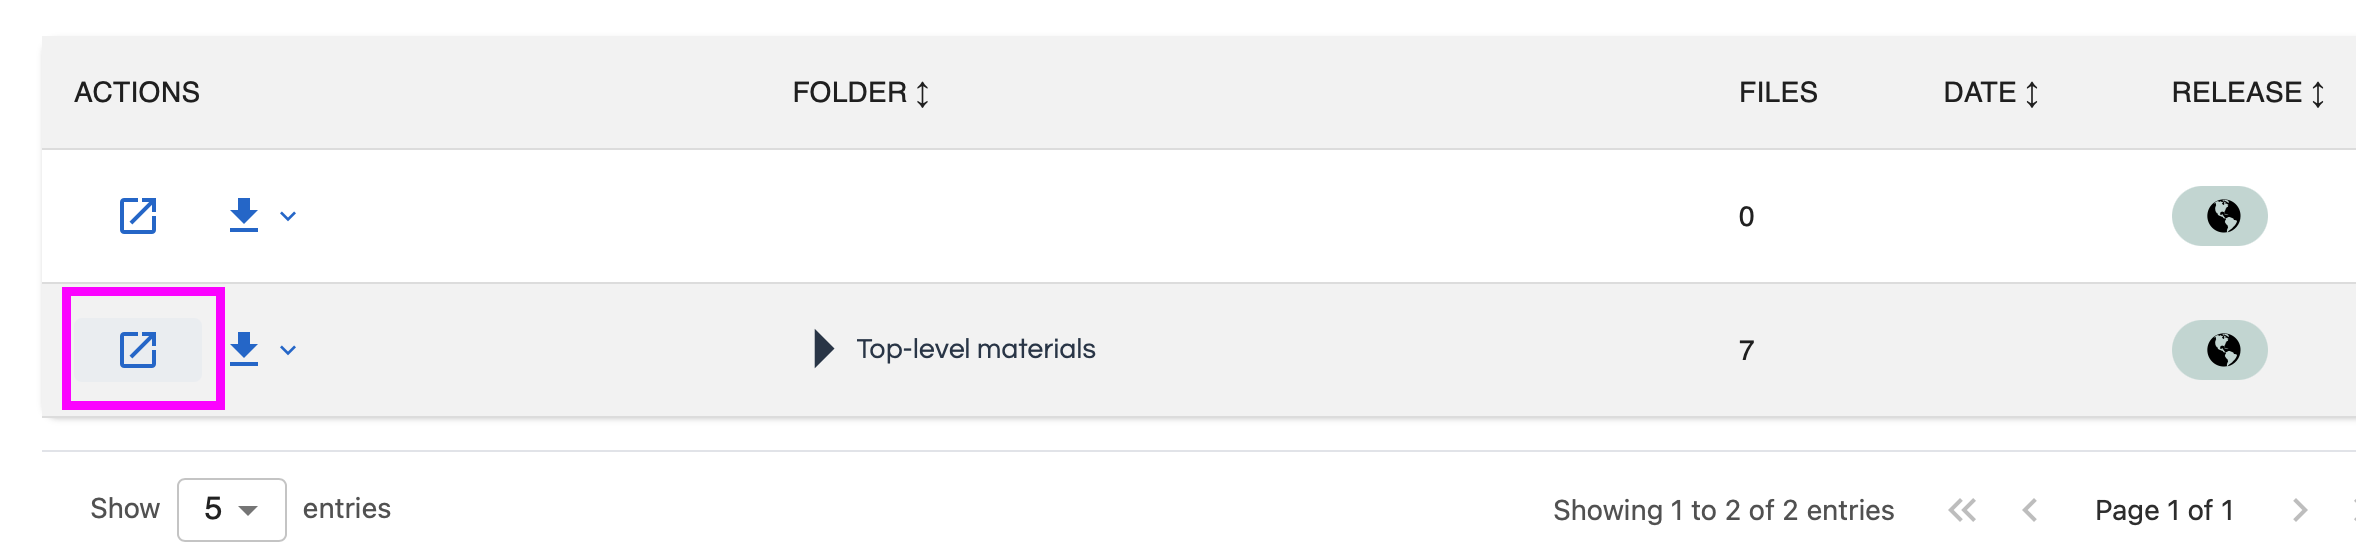 ACTIONS FOLDER FILES DATE RELEASE
0
Top-level materials 7
Show 5 entries Showing 1 to 2 of 2 entries Page 1 of 1